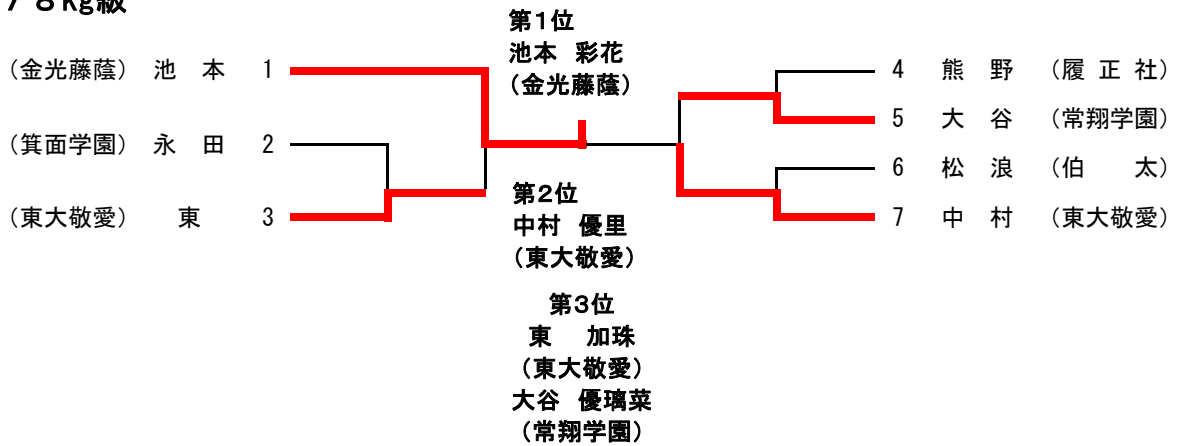 ７８kg級
(金光藤蔭) 池 本 1
(箕面学園) 永 田 2
(東大敬愛) 東 3
第1位
池本 彩花
(金光藤蔭)
第2位
中村 優里
(東大敬愛)
第3位
東 加珠
(東大敬愛)
大谷 優璃菜
(常翔学園)
4 熊 野 (履 正 社)
5 大 谷 (常翔学園)
6 松 浪 (伯 太)
7 中 村 (東大敬愛)